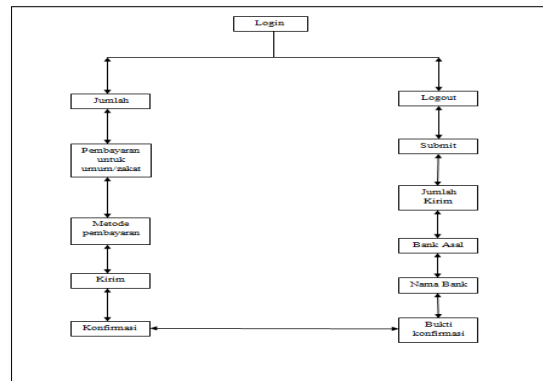 Login
Jumlah
Pembayaran
untuk
umum/zakat
Metode
pembayaran
Kirim
Konfirmasi
Logout
Submit
Jumlah
Kirim
Bank Asal
Nama Bank
Bukti
konfirmasi